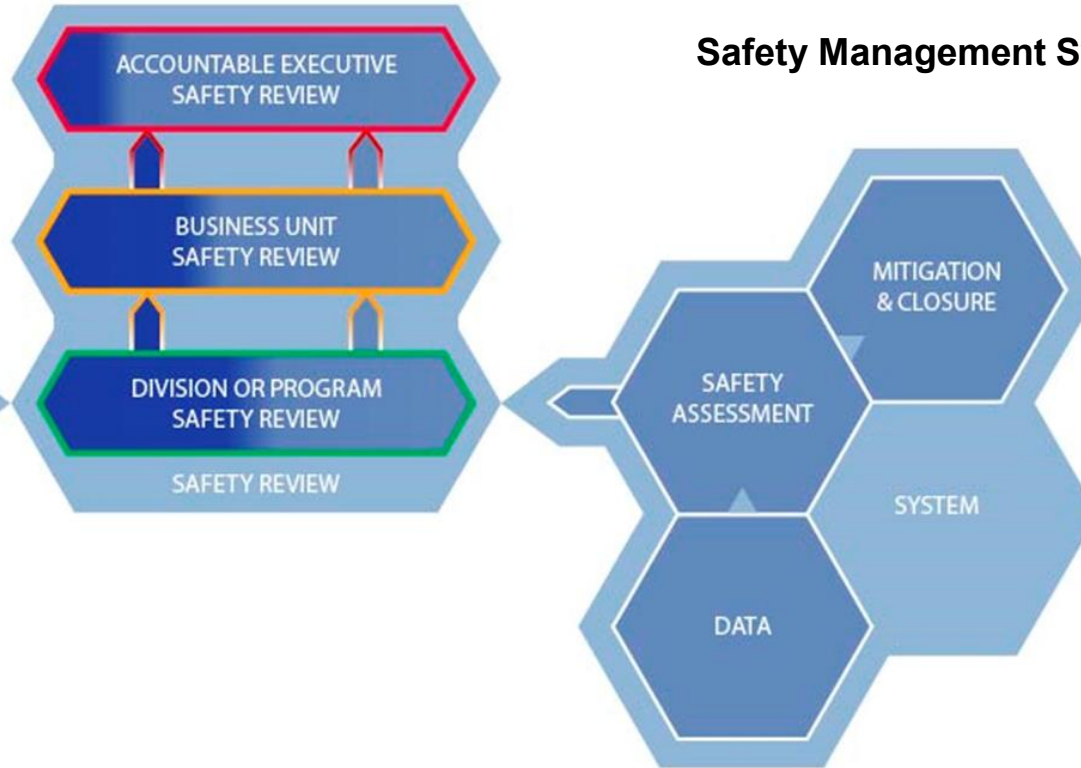 Safety Management S
ACCOUNTABLE EXECUTIVE
SAFETY REVIEW
BUSINESS UNIT
SAFETY REVIEW
DIVISION OR PROGRAM
SAFETY REVIEW
SAFETY REVIEW
MITIGATION
& CLOSURE
SAFETY
ASSESSMENT
SYSTEM
DATA